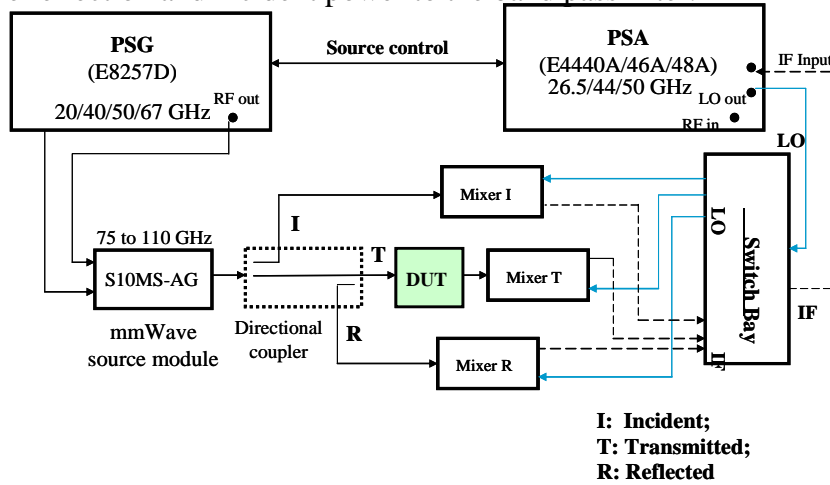 PSG
(E8257D)
RF out
20/40/50/67 GHz
Source control
PSA
(E4440A/46A/48A)
26.5/44/50 GHz
LO out
RF in
IF Input
LO
Mixer I
I
75 to 110 GHz
S10MS-AG
T
DUT
Mixer T
LO
Switch Bay
IF
IF
mmWave
source module
Directional
coupler
R
Mixer R
I: Incident;
T: Transmitted;
R: Reflected